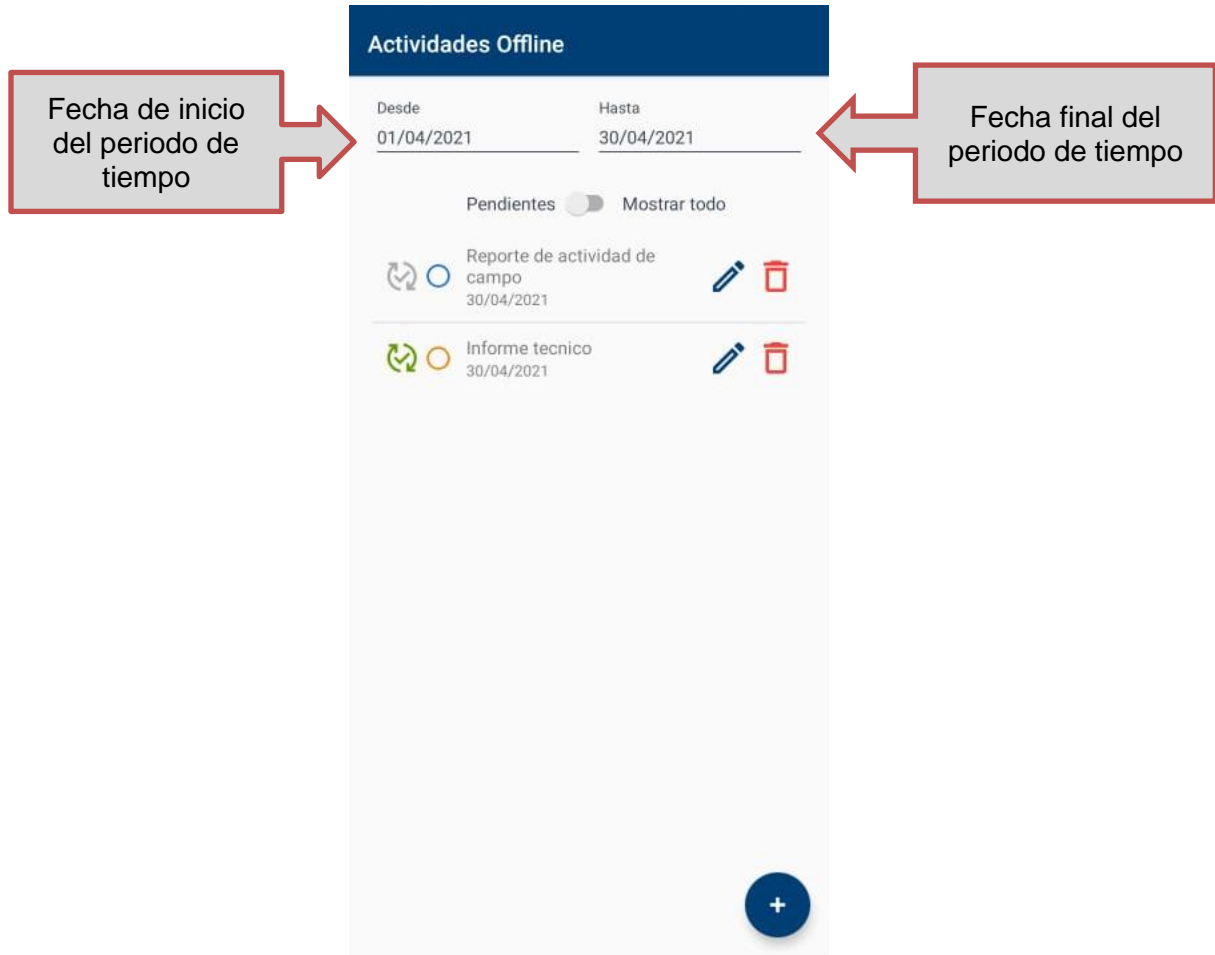 Actividades Offline
Fecha de inicio
del periodo de
tiempo
Desde
01/04/2021
Hasta
30/04/2021
Fecha final del
periodo de tiempo
Pendientes Mostrar todo
Reporte de actividad de
campo
30/04/2021
Informe tecnico
30/04/2021
+